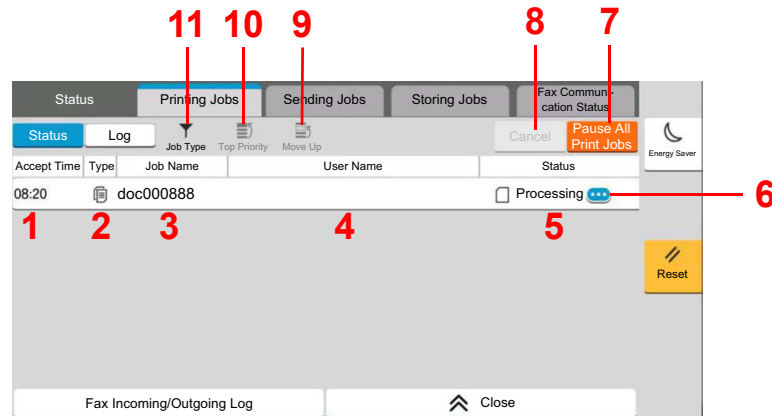 11 10 9 8 7
Status Printing Jobs Sending Jobs Storing Jobs Fax Communi-
cation Status
Status Log Job Type Top Priority Move Up Cancel Pause All
Print Jobs
Energy Saver
Accept Time Type Job Name User Name Status
08:20 doc000888 Processing 6
1 2 3 4 5
Reset
Fax Incoming/Outgoing Log Close